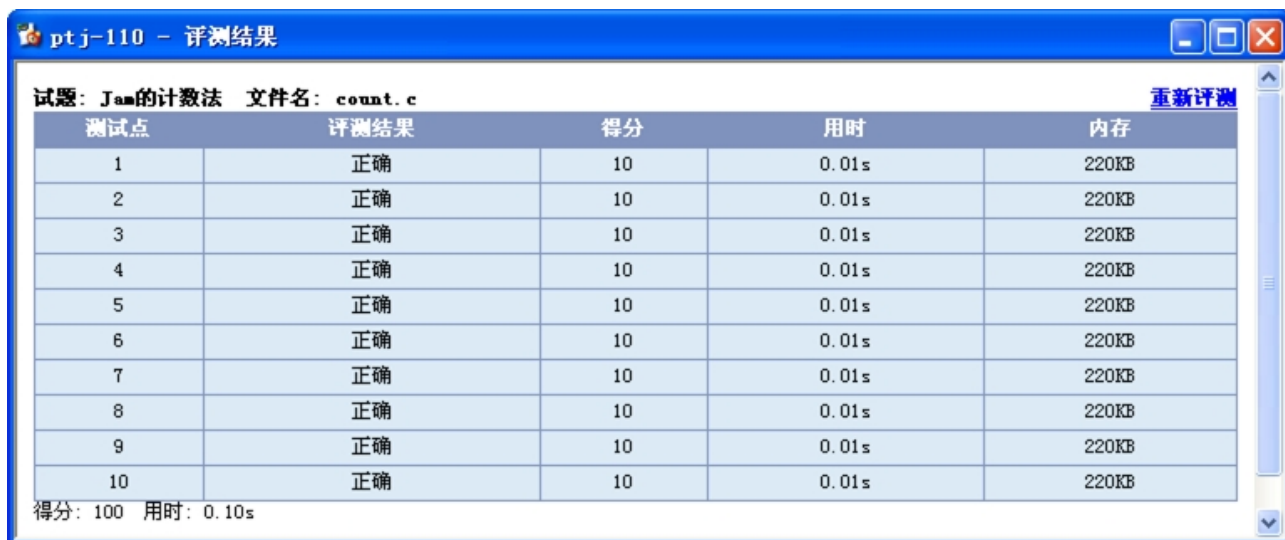 ptj-110 - 评测结果
试题: Jam的计数法 文件名: count.c 重新评测
测试点 评测结果 得分 用时 内存
1 正确 10 0.01s 220KB
2 正确 10 0.01s 220KB
3 正确 10 0.01s 220KB
4 正确 10 0.01s 220KB
5 正确 10 0.01s 220KB
6 正确 10 0.01s 220KB
7 正确 10 0.01s 220KB
8 正确 10 0.01s 220KB
9 正确 10 0.01s 220KB
10 正确 10 0.01s 220KB
得分: 100 用时: 0.10s